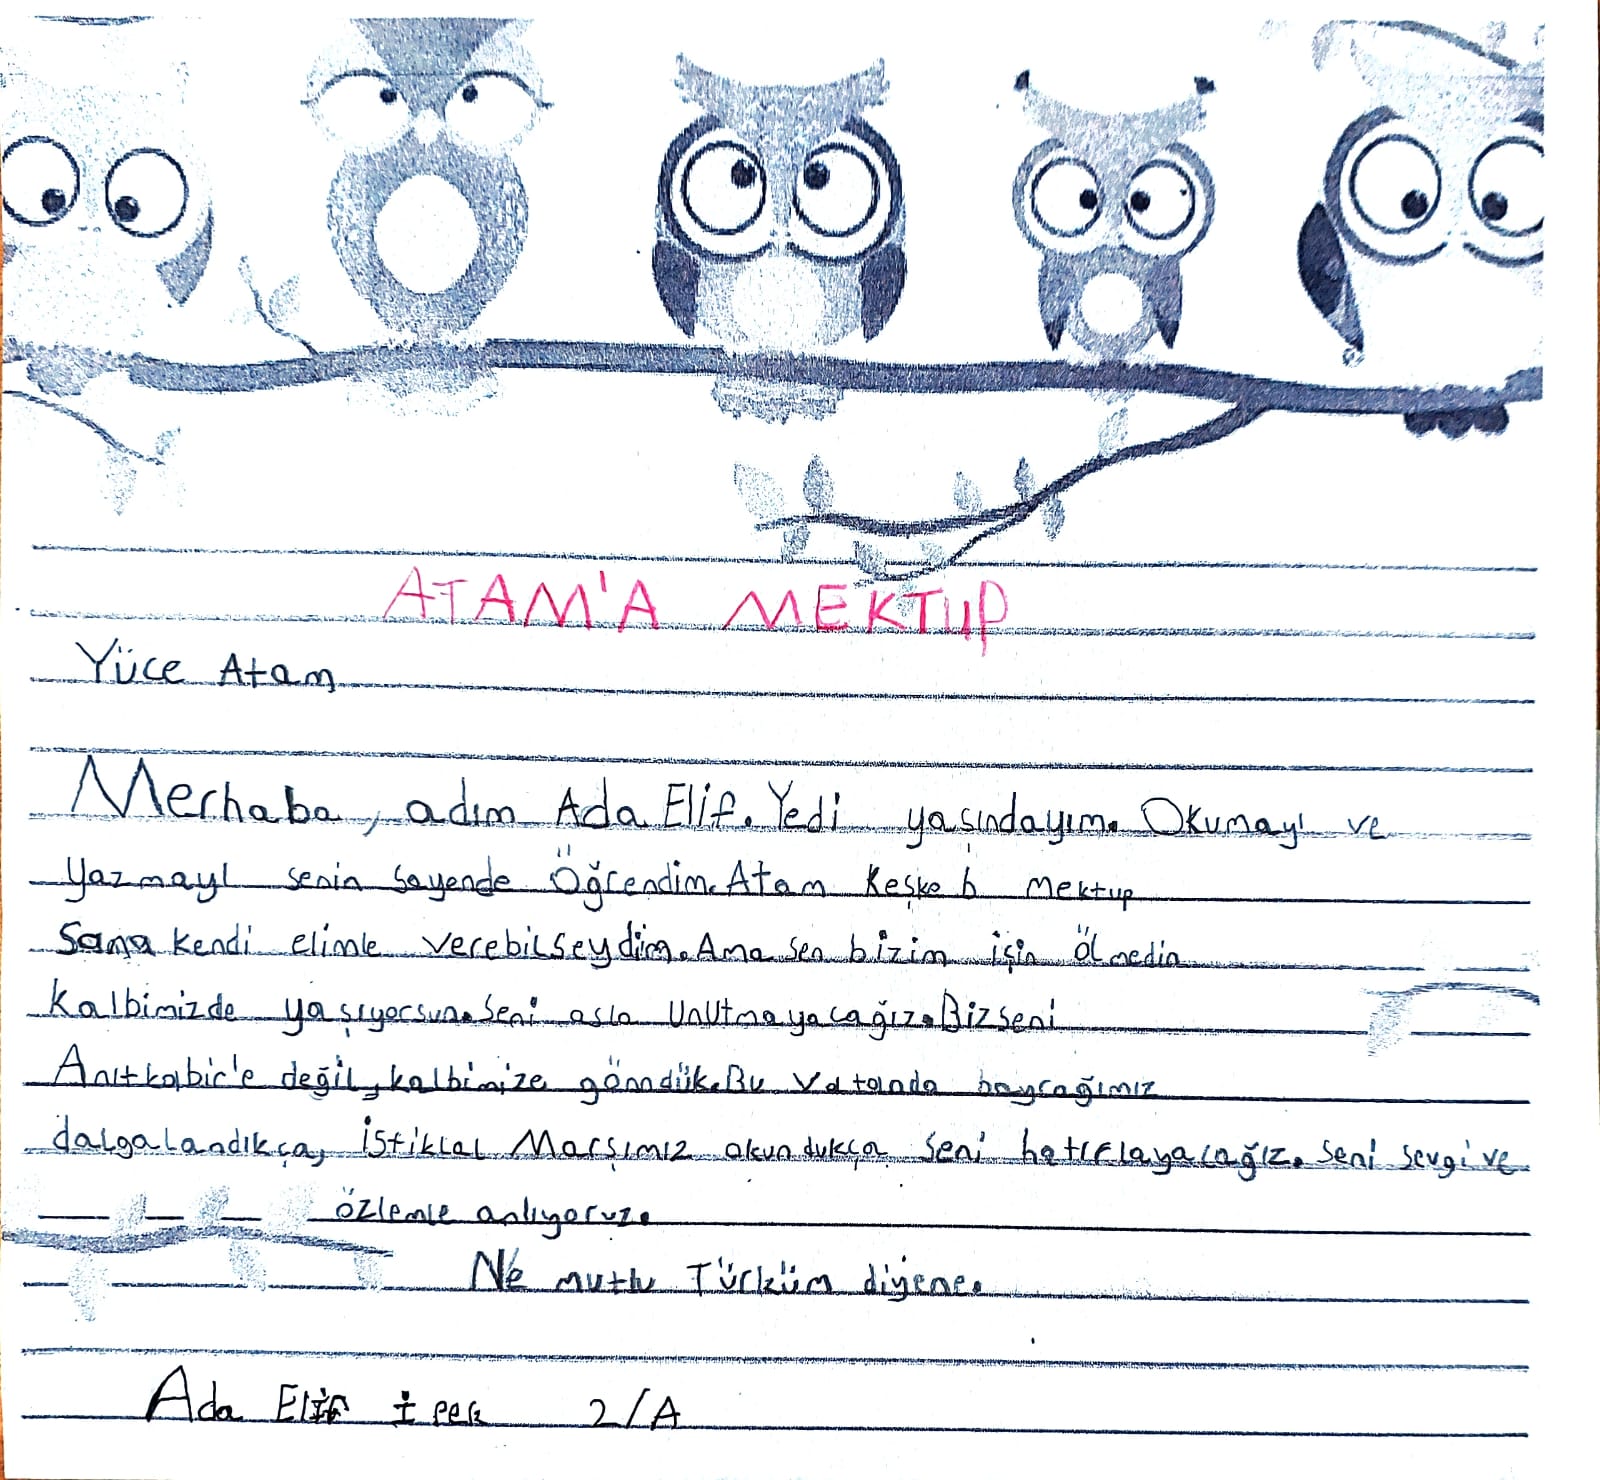 ATAM'A MEKTUP
Yüce Atam
Merhaba, adım Ada Elif. Yedi yaşındayım. Okumayı ve
yazmayı senin sayende Öğrendim. Atam Keşke b mektup
Sana kendi elimle verebilseydim. Ama sen bizim için ölmedin
kalbimizde yaşıyorsun. Seni asla Unutmayacağız. Biz seni
Anıtkabir'e değil, kalbimize gömdük. Bu Vatanda bayrağımız
dalgalandıkça, istiklal Marşımız okundukça seni hatırlayacağız. Seni sevgi ve
özlemle anlıyoruz.
Ne mutlu Türküm diyene.
Ada Elif İpek 2/A